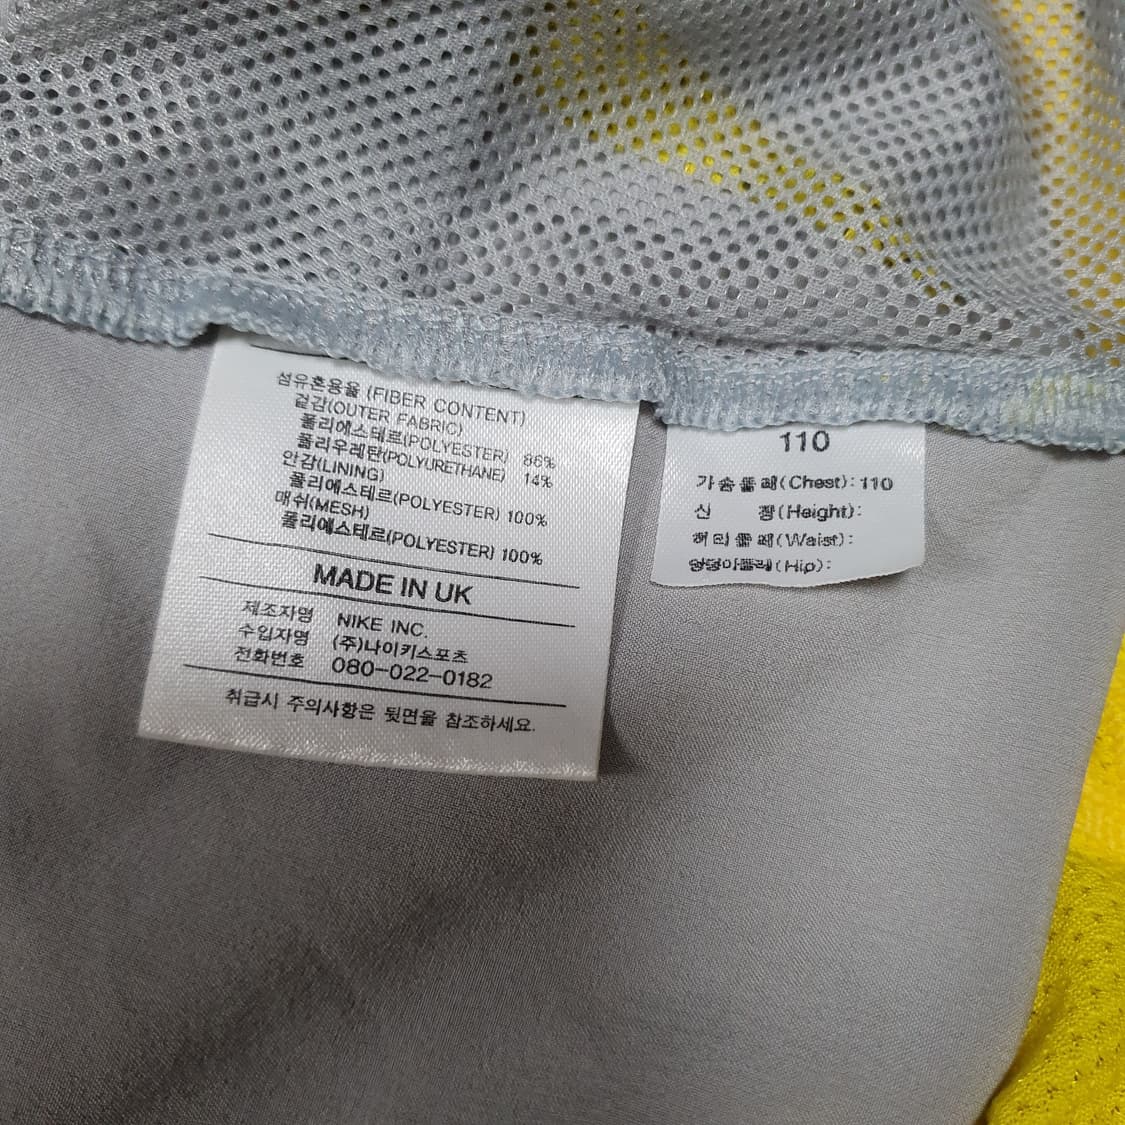 섬유혼용율 (FIBER CONTENT)
겉감(OUTER FABRIC)
폴리에스테르(POLYESTER) 86%
폴리우레탄(POLYURETHANE) 14%
안감(LINING)
폴리에스테르(POLYESTER) 100%
매쉬(MESH)
폴리에스테르(POLYESTER) 100%
MADE IN UK
제조자명 NIKE INC.
수입자명 (주)나이키스포츠
전화번호 080-022-0182
취급시 주의사항은 뒷면을 참조하세요.
110
가슴둘레(Chest): 110
신 장(Height):
허리둘레(Waist):
엉덩이둘레(Hip):